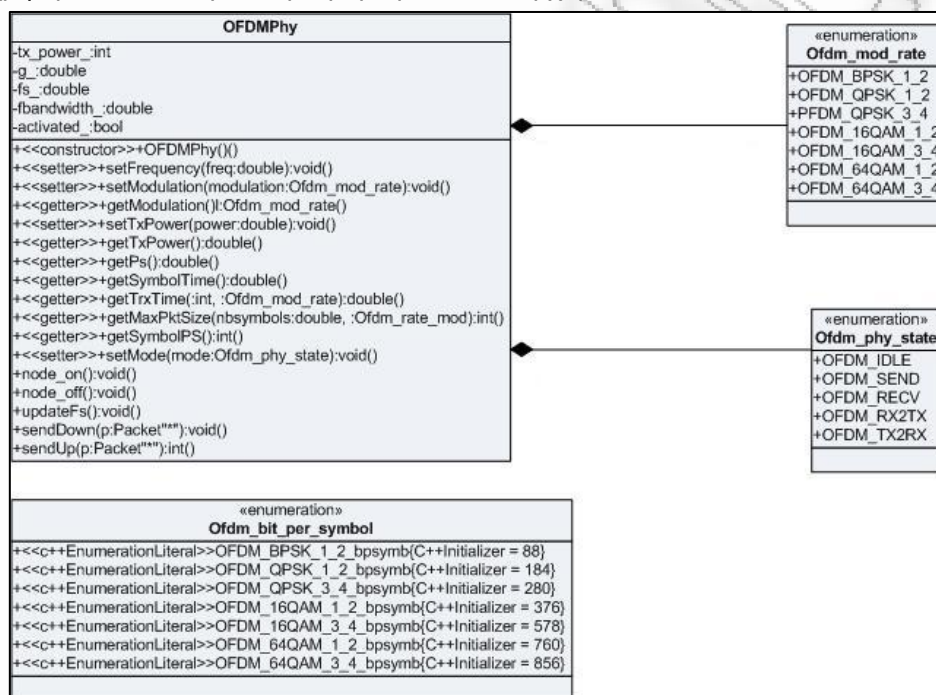 OFDMPhy
-tx_power_:int
-g_:double
-fs_:double
-fbandwidth_:double
-activated_:bool
+<<constructor>>+OFDMPhy()()
+<<setter>>+setFrequency(freq:double):void()
+<<setter>>+setModulation(modulation:Ofdm_mod_rate):void()
+<<getter>>+getModulation()l:Ofdm_mod_rate()
+<<setter>>+setTxPower(power:double):void()
+<<getter>>+getTxPower():double()
+<<getter>>+getPs():double()
+<<getter>>+getSymbolTime():double()
+<<getter>>+getTrxTime(:int, :Ofdm_mod_rate):double()
+<<getter>>+getMaxPktSize(nbsymbols:double, :Ofdm_rate_mod):int()
+<<getter>>+getSymbolPS():int()
+<<setter>>+setMode(mode:Ofdm_phy_state):void()
+node_on():void()
+node_off():void()
+updateFs():void()
+sendDown(p:Packet"*"):void()
+sendUp(p:Packet"*"):int()
«enumeration»
Ofdm_mod_rate
+OFDM_BPSK_1_2
+OFDM_QPSK_1_2
+PFDM_QPSK_3_4
+OFDM_16QAM_1_2
+OFDM_16QAM_3_4
+OFDM_64QAM_1_2
+OFDM_64QAM_3_4
«enumeration»
Ofdm_phy_state
+OFDM_IDLE
+OFDM_SEND
+OFDM_RECV
+OFDM_RX2TX
+OFDM_TX2RX
«enumeration»
Ofdm_bit_per_symbol
+<<c++EnumerationLiteral>>OFDM_BPSK_1_2_bpsymb{C++Initializer = 88}
+<<c++EnumerationLiteral>>OFDM_QPSK_1_2_bpsymb{C++Initializer = 184}
+<<c++EnumerationLiteral>>OFDM_QPSK_3_4_bpsymb{C++Initializer = 280}
+<<c++EnumerationLiteral>>OFDM_16QAM_1_2_bpsymb{C++Initializer = 376}
+<<c++EnumerationLiteral>>OFDM_16QAM_3_4_bpsymb{C++Initializer = 578}
+<<c++EnumerationLiteral>>OFDM_64QAM_1_2_bpsymb{C++Initializer = 760}
+<<c++EnumerationLiteral>>OFDM_64QAM_3_4_bpsymb{C++Initializer = 856}